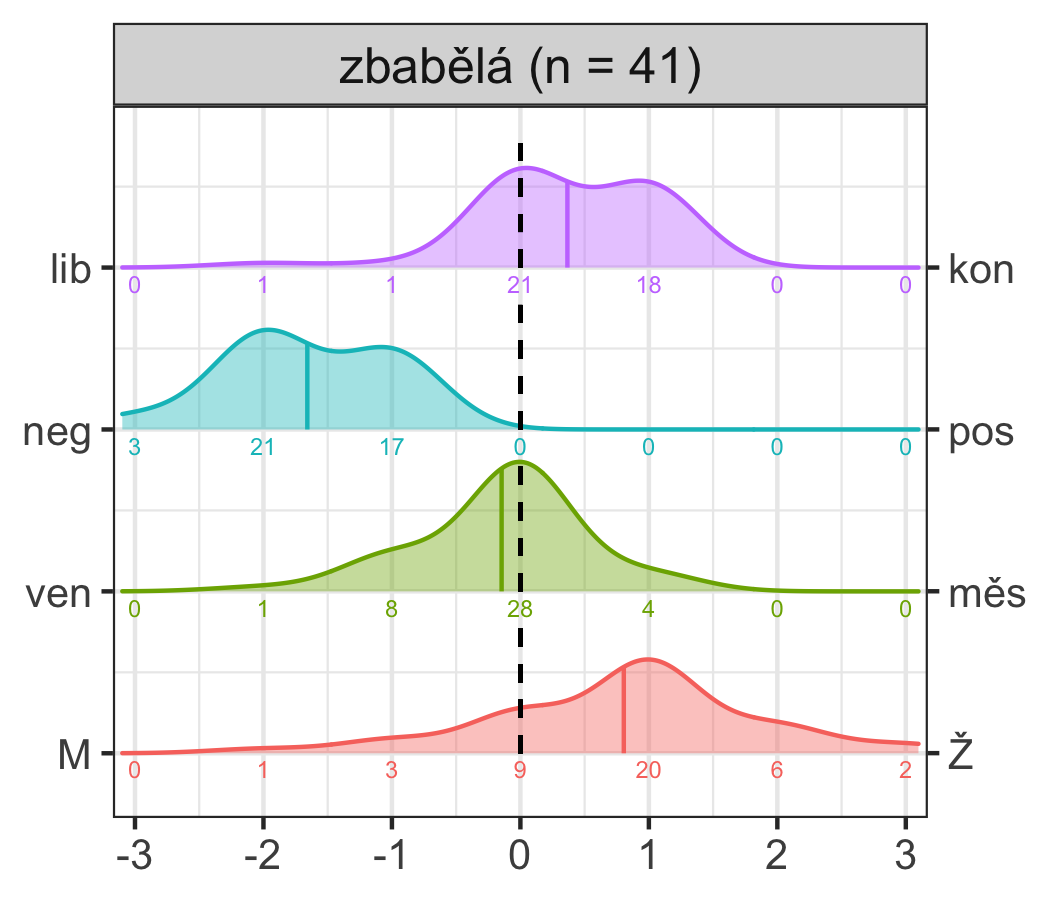 zbabělá (n = 41)
lib kon
0 1 1 21 18 0 0
neg pos
3 21 17 0 0 0 0
ven měs
0 1 8 28 4 0 0
M Ž
0 1 3 9 20 6 2
-3 -2 -1 0 1 2 3